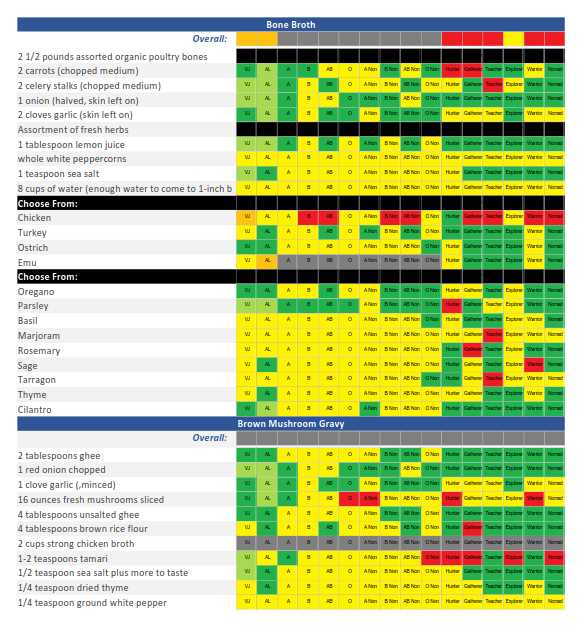 Bone Broth
Overall:
2 1/2 pounds assorted organic poultry bones
2 carrots (chopped medium) VJ AL A B AB O A Non B Non AB Non O Non Hunter Gatherer Teacher Explorer Warrior Nomad
2 celery stalks (chopped medium) VJ AL A B AB O A Non B Non AB Non O Non Hunter Gatherer Teacher Explorer Warrior Nomad
1 onion (halved, skin left on) VJ AL A B AB O A Non B Non AB Non O Non Hunter Gatherer Teacher Explorer Warrior Nomad
2 cloves garlic (skin left on) VJ AL A B AB O A Non B Non AB Non O Non Hunter Gatherer Teacher Explorer Warrior Nomad
Assortment of fresh herbs
1 tablespoon lemon juice VJ AL A B AB O A Non B Non AB Non O Non Hunter Gatherer Teacher Explorer Warrior Nomad
whole white peppercorns VJ AL A B AB O A Non B Non AB Non O Non Hunter Gatherer Teacher Explorer Warrior Nomad
1 teaspoon sea salt VJ AL A B AB O A Non B Non AB Non O Non Hunter Gatherer Teacher Explorer Warrior Nomad
8 cups of water (enough water to come to 1-inch b VJ AL A B AB O A Non B Non AB Non O Non Hunter Gatherer Teacher Explorer Warrior Nomad
Choose From:
Chicken VJ AL A B AB O A Non B Non AB Non O Non Hunter Gatherer Teacher Explorer Warrior Nomad
Turkey VJ AL A B AB O A Non B Non AB Non O Non Hunter Gatherer Teacher Explorer Warrior Nomad
Ostrich VJ AL A B AB O A Non B Non AB Non O Non Hunter Gatherer Teacher Explorer Warrior Nomad
Emu VJ AL A B AB O A Non B Non AB Non O Non Hunter Gatherer Teacher Explorer Warrior Nomad
Choose From:
Oregano VJ AL A B AB O A Non B Non AB Non O Non Hunter Gatherer Teacher Explorer Warrior Nomad
Parsley VJ AL A B AB O A Non B Non AB Non O Non Hunter Gatherer Teacher Explorer Warrior Nomad
Basil VJ AL A B AB O A Non B Non AB Non O Non Hunter Gatherer Teacher Explorer Warrior Nomad
Marjoram VJ AL A B AB O A Non B Non AB Non O Non Hunter Gatherer Teacher Explorer Warrior Nomad
Rosemary VJ AL A B AB O A Non B Non AB Non O Non Hunter Gatherer Teacher Explorer Warrior Nomad
Sage VJ AL A B AB O A Non B Non AB Non O Non Hunter Gatherer Teacher Explorer Warrior Nomad
Tarragon VJ AL A B AB O A Non B Non AB Non O Non Hunter Gatherer Teacher Explorer Warrior Nomad
Thyme VJ AL A B AB O A Non B Non AB Non O Non Hunter Gatherer Teacher Explorer Warrior Nomad
Cilantro VJ AL A B AB O A Non B Non AB Non O Non Hunter Gatherer Teacher Explorer Warrior Nomad
Brown Mushroom Gravy
Overall:
2 tablespoons ghee VJ AL A B AB O A Non B Non AB Non O Non Hunter Gatherer Teacher Explorer Warrior Nomad
1 red onion chopped VJ AL A B AB O A Non B Non AB Non O Non Hunter Gatherer Teacher Explorer Warrior Nomad
1 clove garlic (,minced) VJ AL A B AB O A Non B Non AB Non O Non Hunter Gatherer Teacher Explorer Warrior Nomad
16 ounces fresh mushrooms sliced VJ AL A B AB O A Non B Non AB Non O Non Hunter Gatherer Teacher Explorer Warrior Nomad
4 tablespoons unsalted ghee VJ AL A B AB O A Non B Non AB Non O Non Hunter Gatherer Teacher Explorer Warrior Nomad
4 tablespoons brown rice flour VJ AL A B AB O A Non B Non AB Non O Non Hunter Gatherer Teacher Explorer Warrior Nomad
2 cups strong chicken broth VJ AL A B AB O A Non B Non AB Non O Non Hunter Gatherer Teacher Explorer Warrior Nomad
1-2 teaspoons tamari VJ AL A B AB O A Non B Non AB Non O Non Hunter Gatherer Teacher Explorer Warrior Nomad
1/2 teaspoon sea salt plus more to taste VJ AL A B AB O A Non B Non AB Non O Non Hunter Gatherer Teacher Explorer Warrior Nomad
1/4 teaspoon dried thyme VJ AL A B AB O A Non B Non AB Non O Non Hunter Gatherer Teacher Explorer Warrior Nomad
1/4 teaspoon ground white pepper VJ AL A B AB O A Non B Non AB Non O Non Hunter Gatherer Teacher Explorer Warrior Nomad